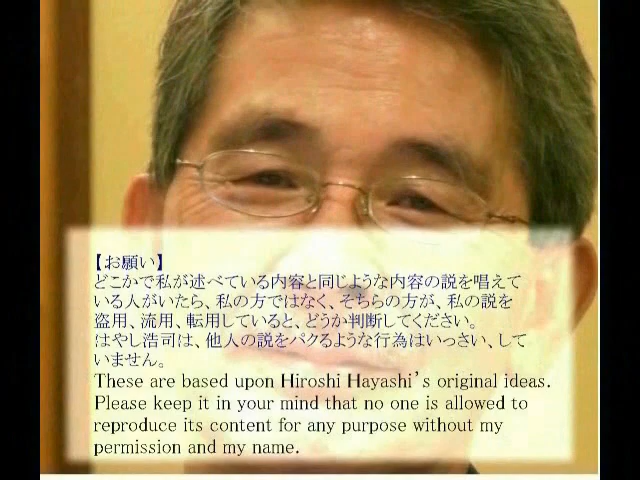 【お願い】
どこかで私が述べている内容と同じような内容の説を唱えて
いる人がいたら、私の方ではなく、そちらの方が、私の説を
盗用、流用、転用していると、どうか判断してください。
はやし浩司は、他人の説をパクるような行為はいっさい、して
いません。
These are based upon Hiroshi Hayashi's original ideas.
Please keep it in your mind that no one is allowed to
reproduce its content for any purpose without my
permission and my name.